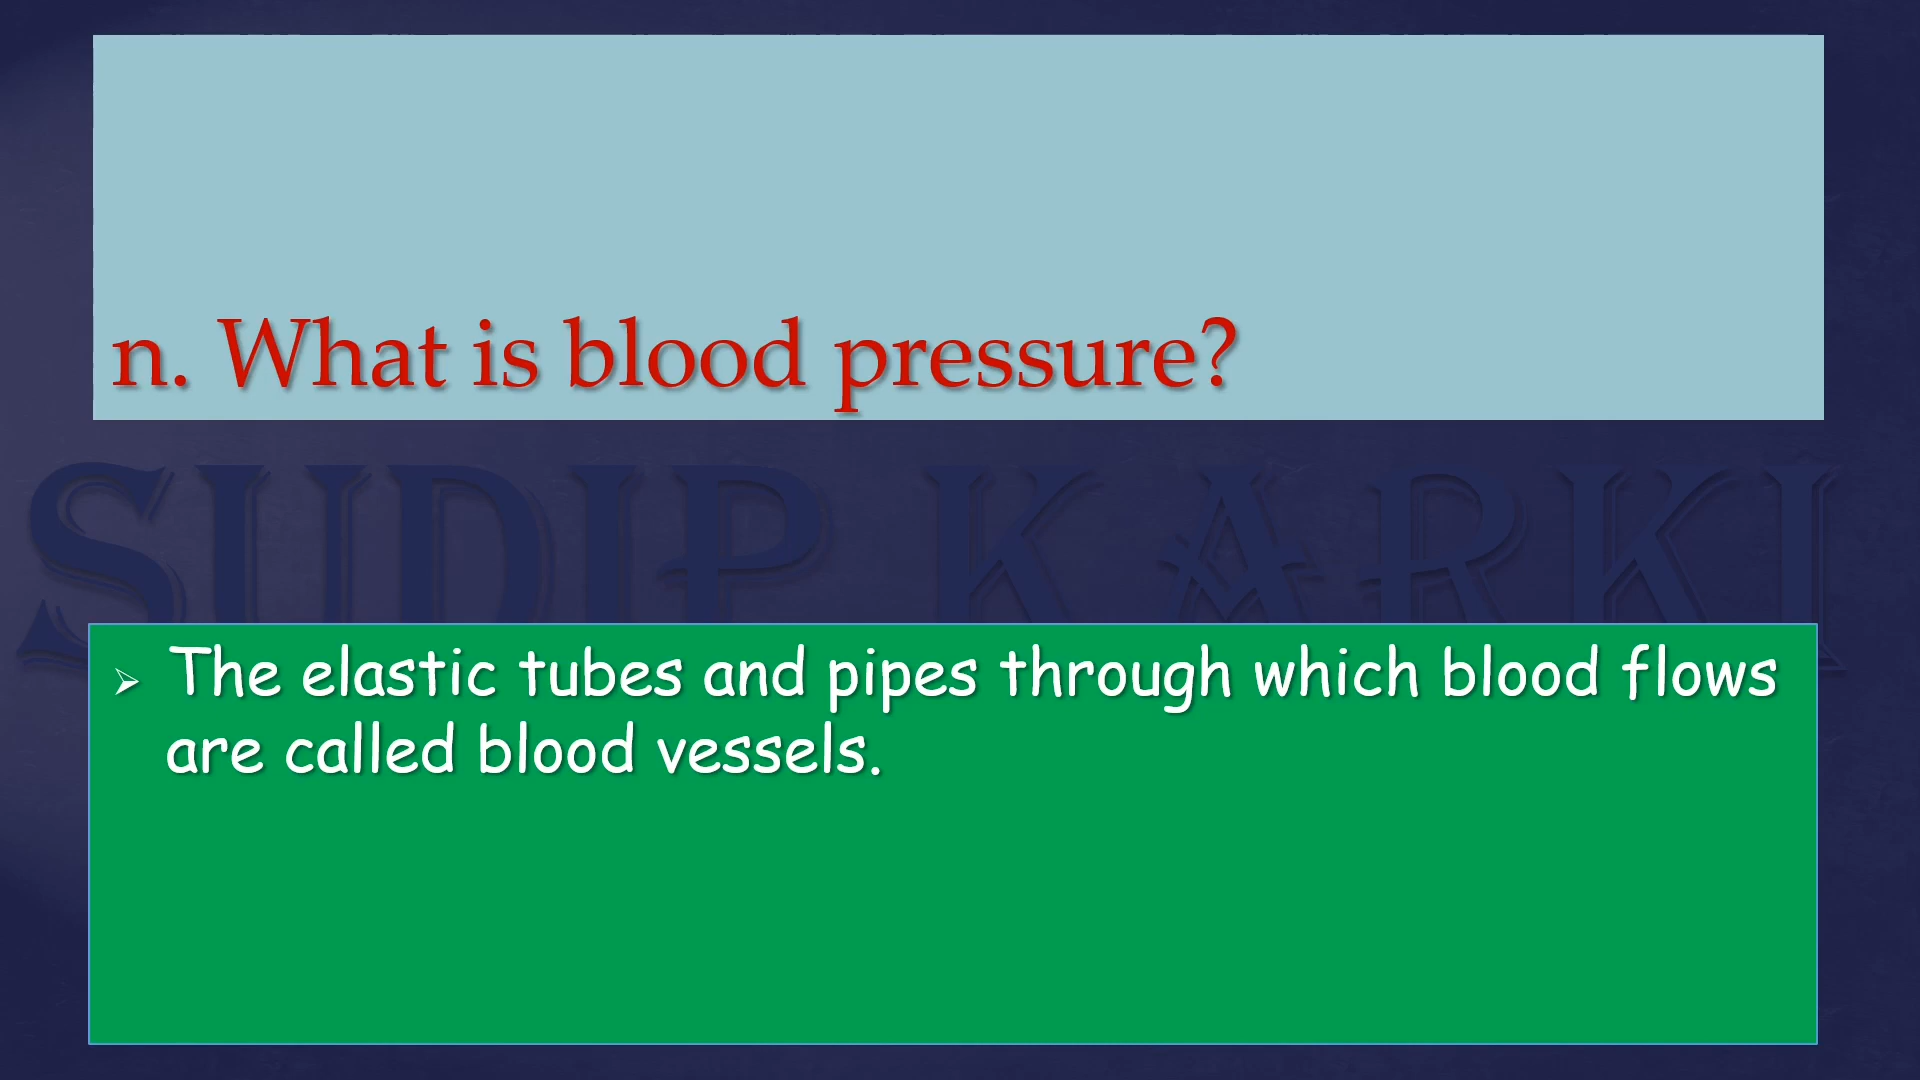 n. What is blood pressure?
SUDIP KARKI
➢ The elastic tubes and pipes through which blood flows
are called blood vessels.